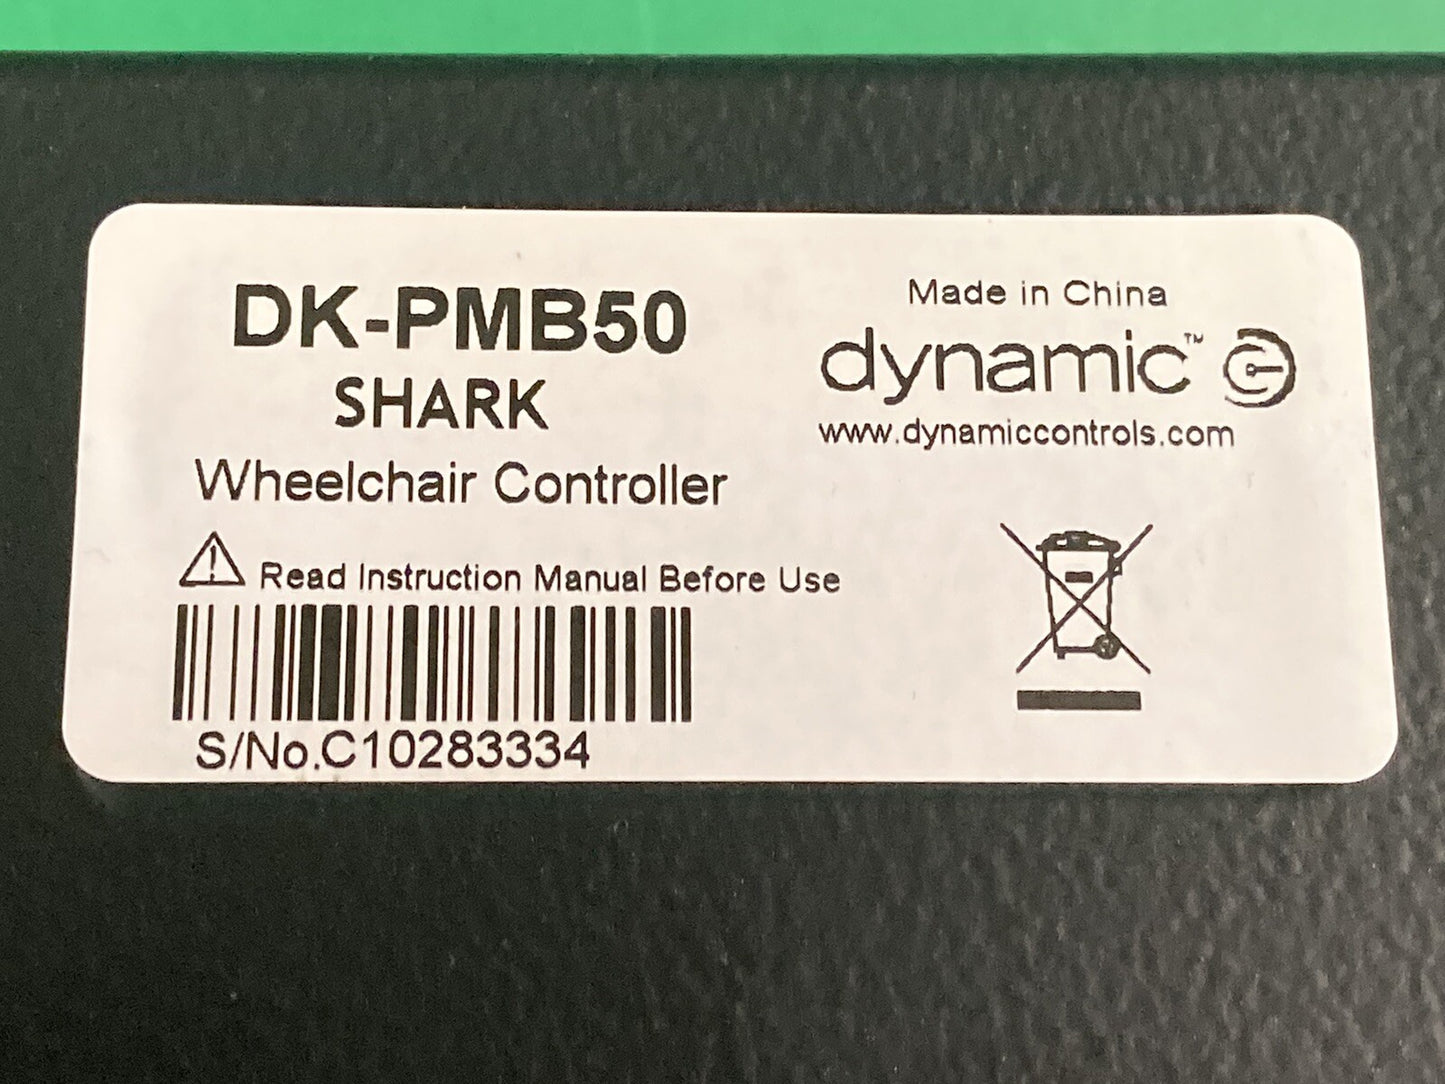 DK-PMB50
SHARK
Wheelchair Controller
Read Instruction Manual Before Use
S/No.C10283334
Made in China
dynamic™
www.dynamiccontrols.com